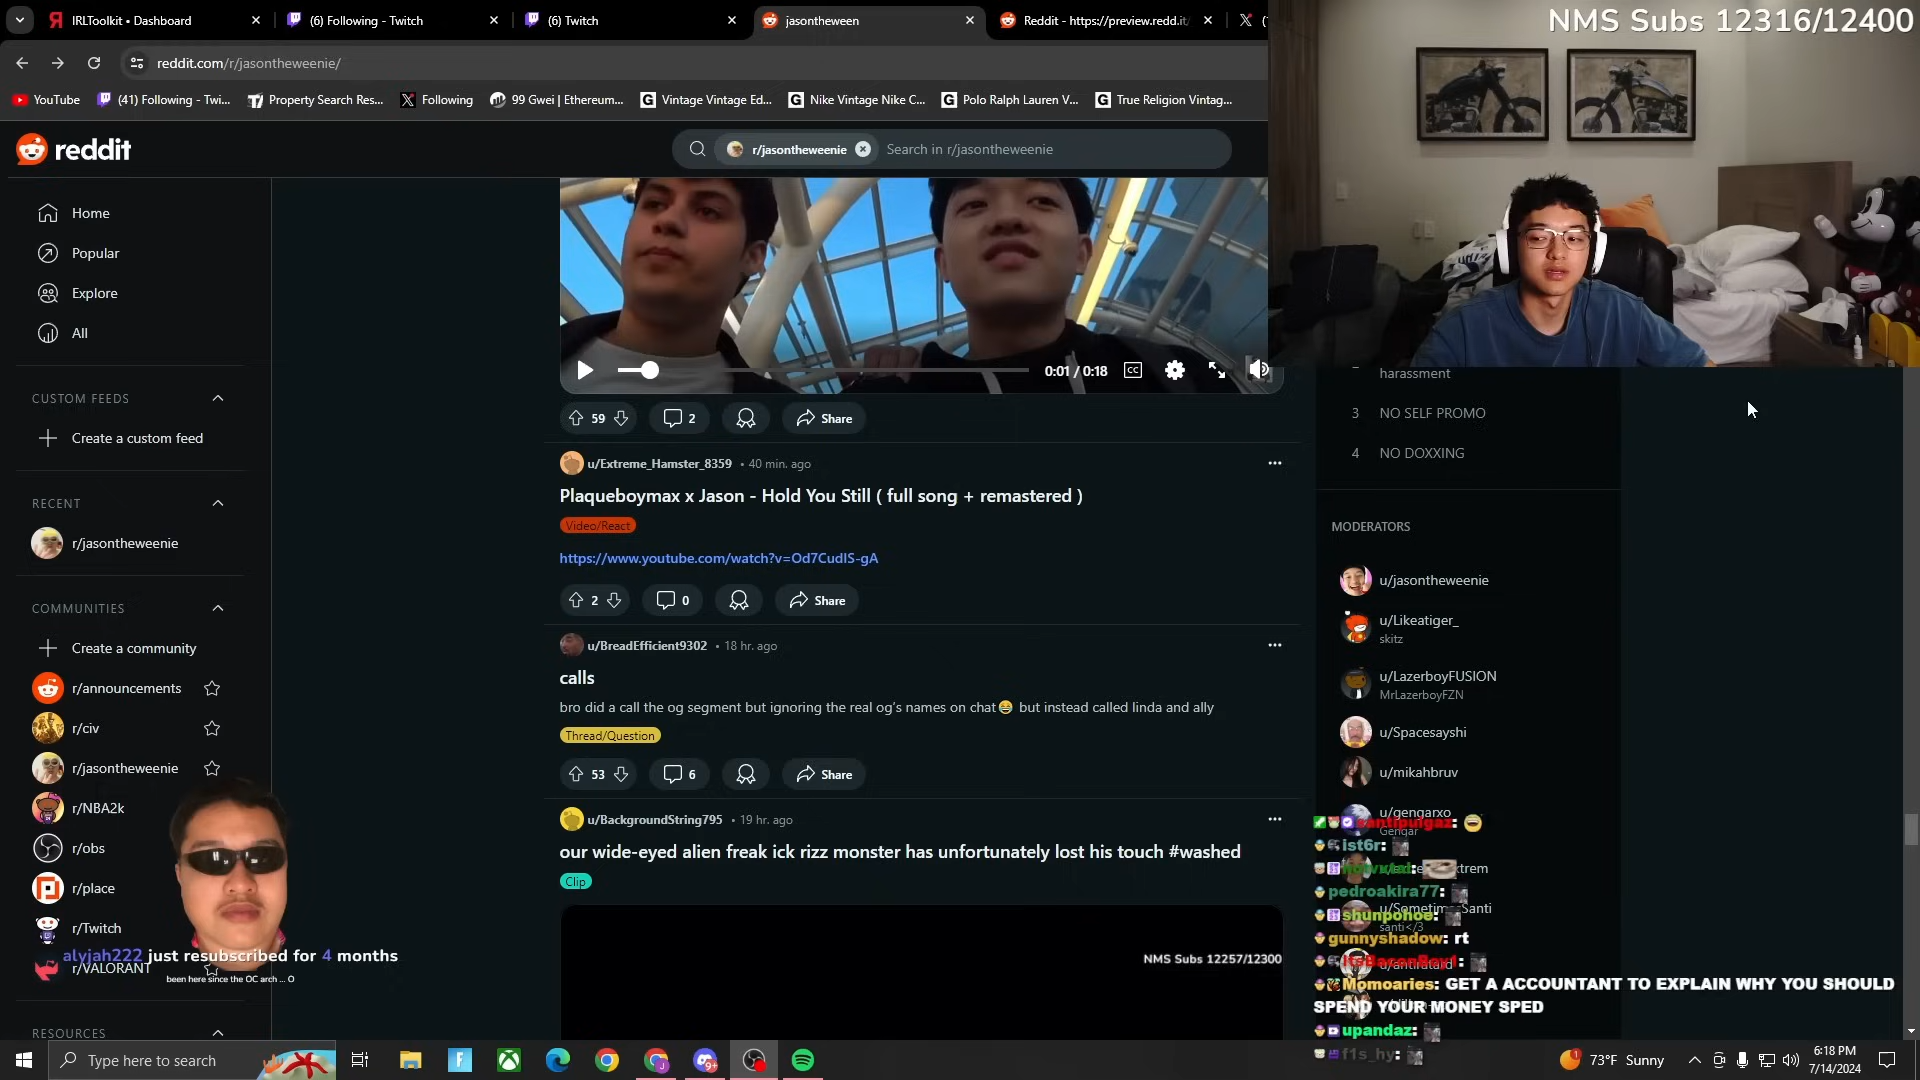 IRLToolkit • Dashboard
(6) Following - Twitch
(6) Twitch
jasontheween
Reddit - https://preview.redd.it/
NMS Subs 12316/12400
reddit.com/r/jasontheweenie/
YouTube
(41) Following - Twi...
Property Search Res...
Following
99 Gwei | Ethereum...
Vintage Vintage Ed...
Nike Vintage Nike C...
Polo Ralph Lauren V...
True Religion Vintag...
reddit
r/jasontheweenie
Search in r/jasontheweenie
Home
Popular
Explore
All
CUSTOM FEEDS
Create a custom feed
RECENT
r/jasontheweenie
COMMUNITIES
Create a community
r/announcements
r/civ
r/jasontheweenie
r/NBA2k
r/obs
r/place
r/Twitch
r/VALORANT
alyjah222 just resubscribed for 4 months
been here since the OC arch ... O
RESOURCES
0:01 / 0:18
CC
59
2
Share
u/Extreme_Hamster_8359 • 40 min. ago
Plaqueboymax x Jason - Hold You Still ( full song + remastered )
Video/React
https://www.youtube.com/watch?v=Od7CudIS-gA
2
0
Share
u/BreadEfficient9302 • 18 hr. ago
calls
bro did a call the og segment but ignoring the real og's names on chat😂 but instead called linda and ally
Thread/Question
53
6
Share
u/BackgroundString795 • 19 hr. ago
our wide-eyed alien freak ick rizz monster has unfortunately lost his touch #washed
Clip
NMS Subs 12257/12300
harassment
3 NO SELF PROMO
4 NO DOXXING
MODERATORS
u/jasontheweenie
u/Likeatiger_
skitz
u/LazerboyFUSION
MrLazerboyFZN
u/Spacesayshi
u/mikahbruv
u/gengarxo
Gengar
ist6r:
pedroakira77:
santi</3
shunpohoe:
gunnyshadow: rt
Momoaries: GET A ACCOUNTANT TO EXPLAIN WHY YOU SHOULD
SPEND YOUR MONEY SPED
upandaz:
f1s_hy:
Type here to search
9+
1
73°F Sunny
6:18 PM
7/14/2024